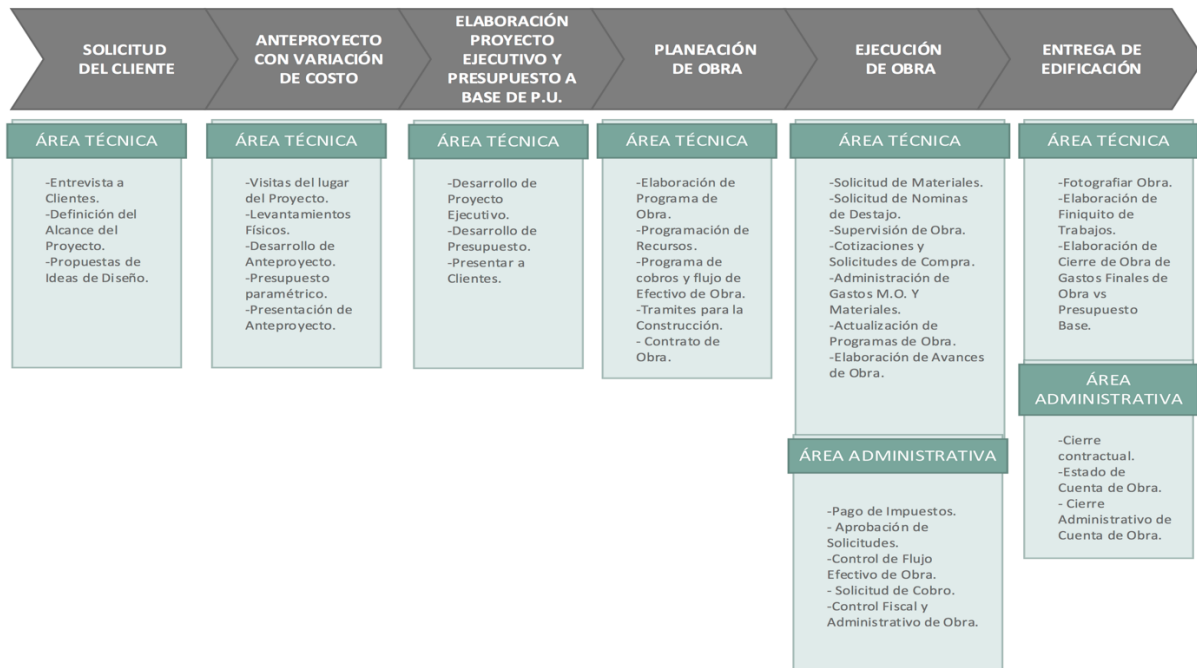 SOLICITUD
DEL CLIENTE
ANTEPROYECTO
CON VARIACIÓN
DE COSTO
ELABORACIÓN
PROYECTO
EJECUTIVO Y
PRESUPUESTO A
BASE DE P.U.
PLANEACIÓN
DE OBRA
EJECUCIÓN
DE OBRA
ENTREGA DE
EDIFICACIÓN
ÁREA TÉCNICA
-Entrevista a
Clientes.
-Definición del
Alcance del
Proyecto.
-Propuestas de
Ideas de Diseño.
ÁREA TÉCNICA
-Visitas del lugar
del Proyecto.
-Levantamientos
Físicos.
-Desarrollo de
Anteproyecto.
-Presupuesto
paramétrico.
-Presentación de
Anteproyecto.
ÁREA TÉCNICA
-Desarrollo de
Proyecto
Ejecutivo.
-Desarrollo de
Presupuesto.
-Presentar a
Clientes.
ÁREA TÉCNICA
-Elaboración de
Programa de
Obra.
-Programación de
Recursos.
-Programa de
cobros y flujo de
Efectivo de Obra.
-Tramites para la
Construcción.
- Contrato de
Obra.
ÁREA TÉCNICA
-Solicitud de Materiales.
-Solicitud de Nominas
de Destajo.
-Supervisión de Obra.
-Cotizaciones y
Solicitudes de Compra.
-Administración de
Gastos M.O. Y
Materiales.
-Actualización de
Programas de Obra.
-Elaboración de Avances
de Obra.
ÁREA ADMINISTRATIVA
-Pago de Impuestos.
- Aprobación de
Solicitudes.
-Control de Flujo
Efectivo de Obra.
- Solicitud de Cobro.
-Control Fiscal y
Administrativo de Obra.
ÁREA TÉCNICA
-Fotografiar Obra.
-Elaboración de
Finiquito de
Trabajos.
-Elaboración de
Cierre de Obra de
Gastos Finales de
Obra vs
Presupuesto
Base.
ÁREA
ADMINISTRATIVA
-Cierre
contractual.
-Estado de
Cuenta de Obra.
- Cierre
Administrativo de
Cuenta de Obra.